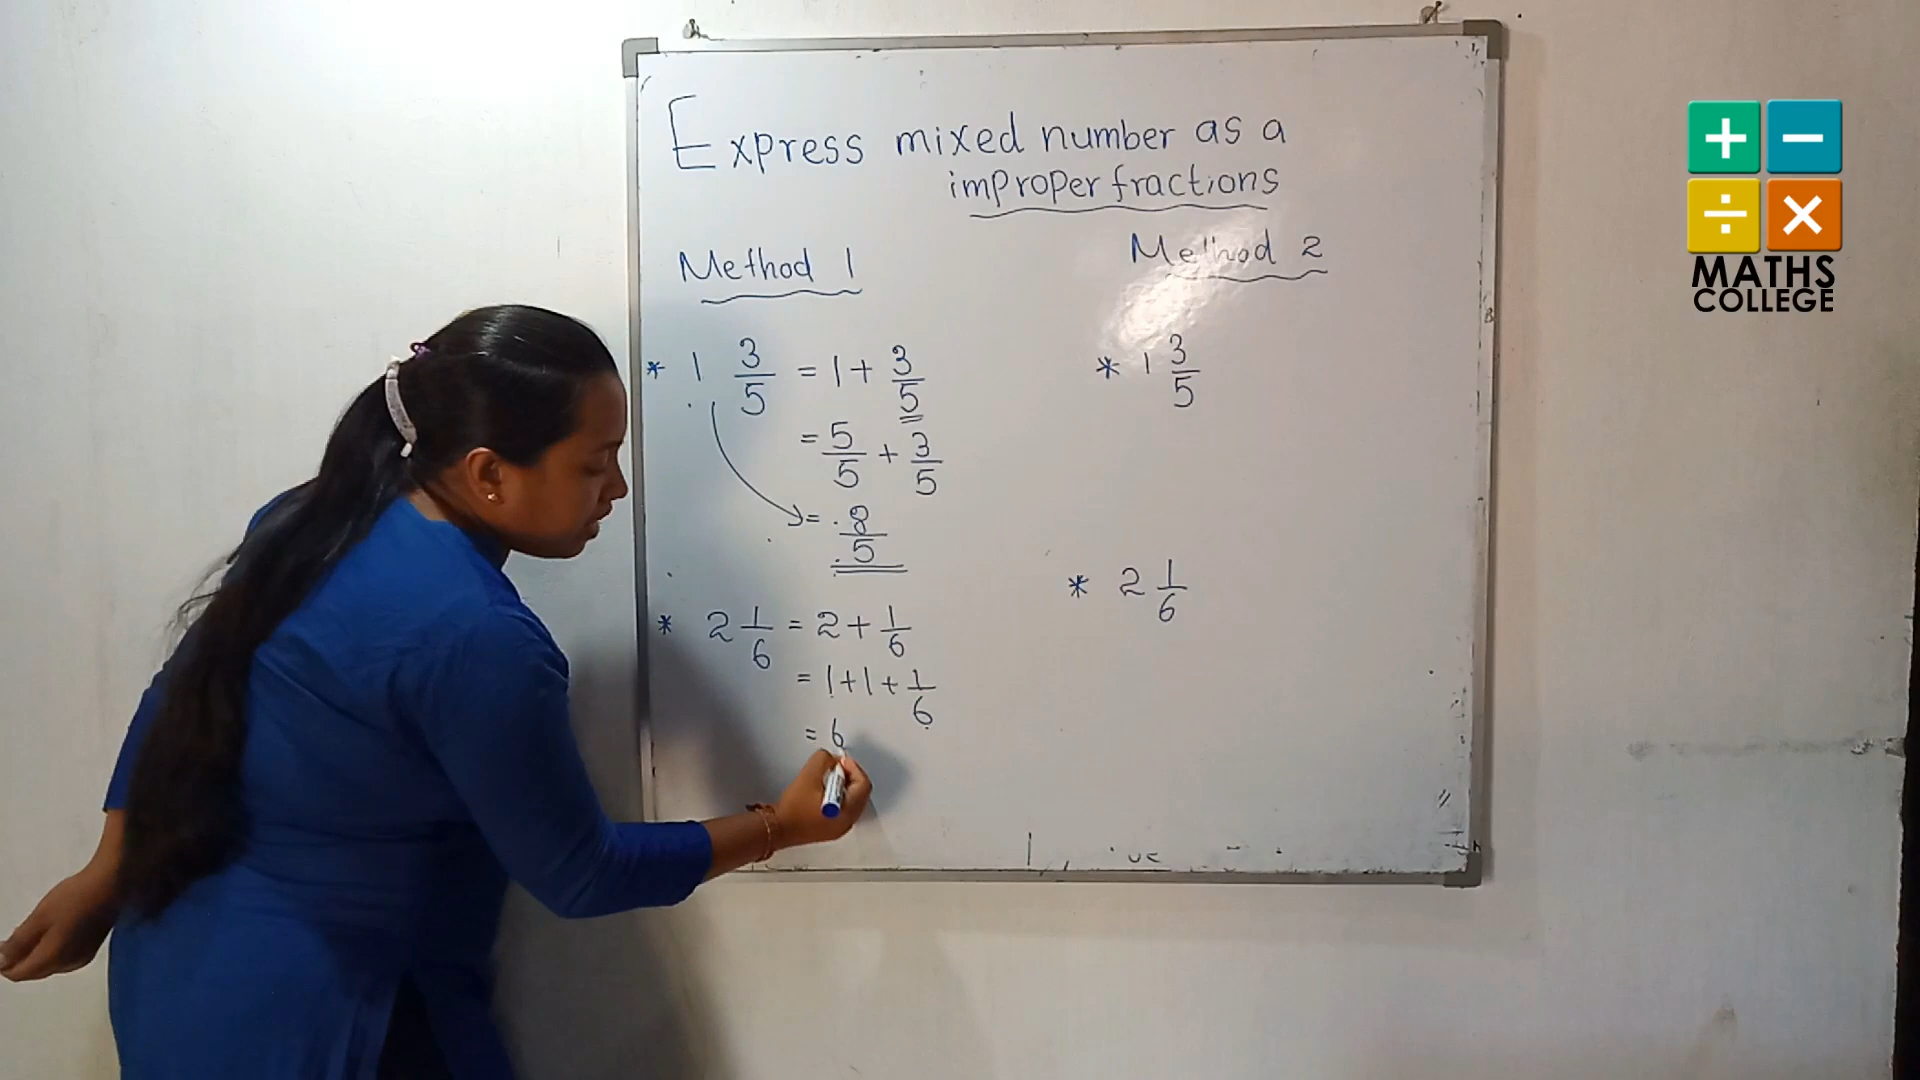 Express mixed number as a
improper fractions
Method 1
* 1 3/5 = 1 + 3/5
= 5/5 + 3/5
= 8/5
* 2 1/6 = 2 + 1/6
= 1 + 1 + 1/6
= 6
Method 2
* 1 3/5
* 2 1/6
+ −
÷ ×
MATHS
COLLEGE